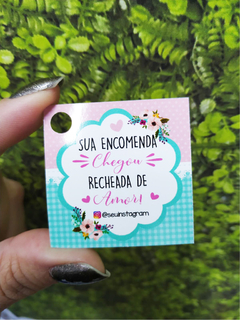 SUA ENCOMENDA
Chegou
RECHEADA DE
Amor!
@seuinstagram